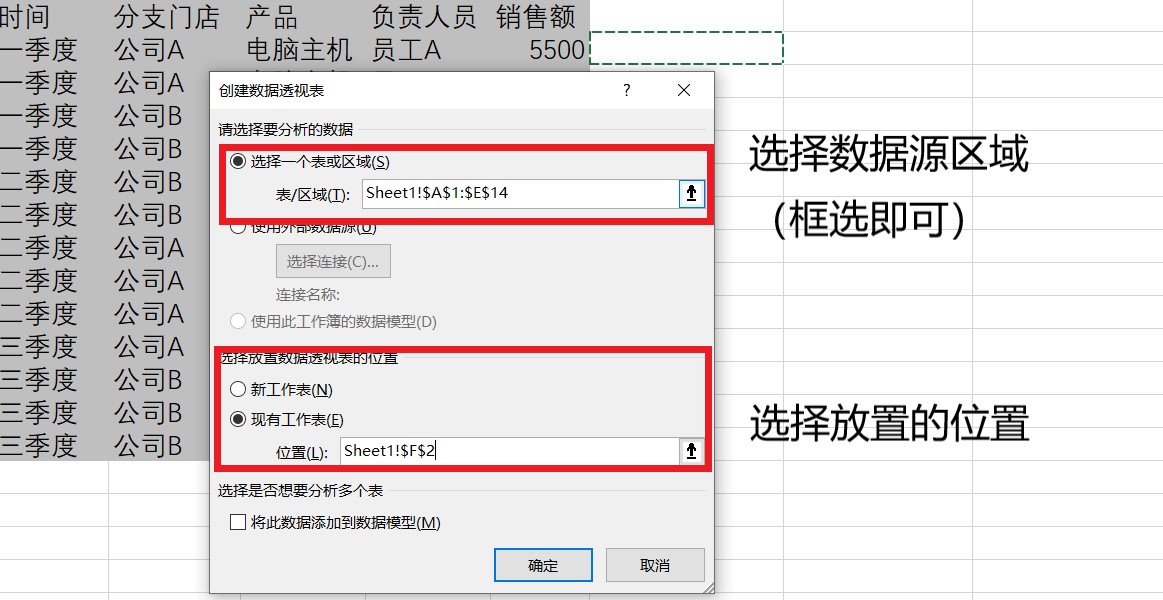 时间 分支门店 产品 负责人员 销售额
一季度 公司A 电脑主机 员工A 5500
一季度 公司A
一季度 公司B
一季度 公司B
二季度 公司B
二季度 公司B
二季度 公司A
二季度 公司A
二季度 公司A
三季度 公司A
三季度 公司B
三季度 公司B
三季度 公司B
创建数据透视表 ?
请选择要分析的数据
选择一个表或区域(S)
表/区域(T): Sheet1!$A$1:$E$14
使用外部数据源(U)
选择连接(C)...
连接名称:
使用此工作簿的数据模型(D)
选择放置数据透视表的位置
新工作表(N)
现有工作表(E)
位置(L): Sheet1!$F$2
选择是否想要分析多个表
将此数据添加到数据模型(M)
确定 取消
选择数据源区域
（框选即可）
选择放置的位置